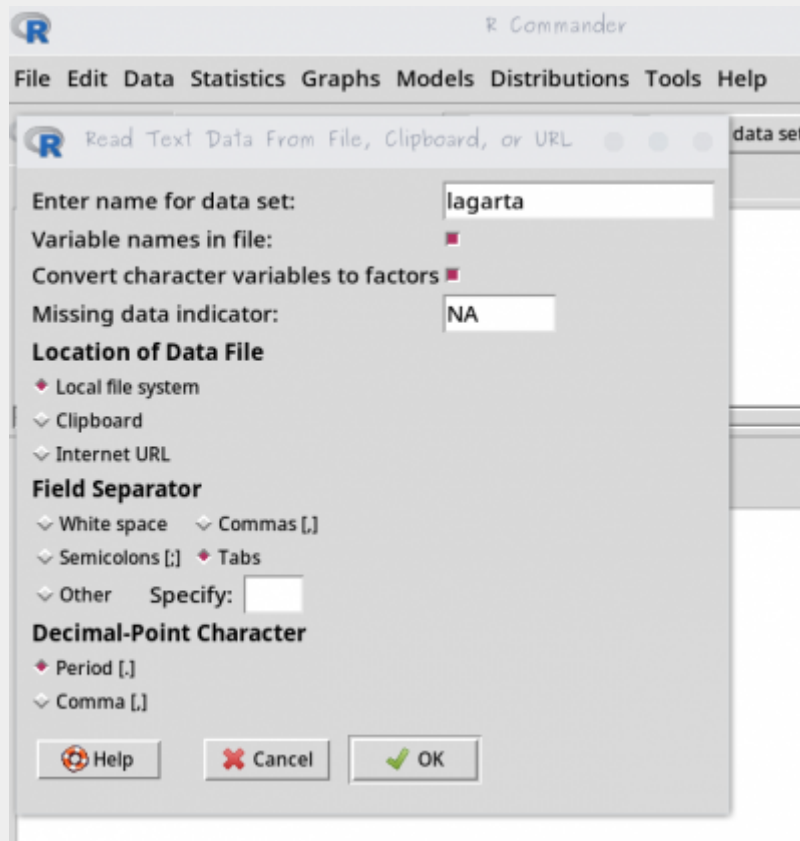 R Commander
File Edit Data Statistics Graphs Models Distributions Tools Help
Read Text Data From File, Clipboard, or URL
data set
Enter name for data set: lagarta
Variable names in file:
Convert character variables to factors
Missing data indicator: NA
Location of Data File
Local file system
Clipboard
Internet URL
Field Separator
White space Commas [,]
Semicolons [;] Tabs
Other Specify:
Decimal-Point Character
Period [.]
Comma [,]
Help Cancel OK